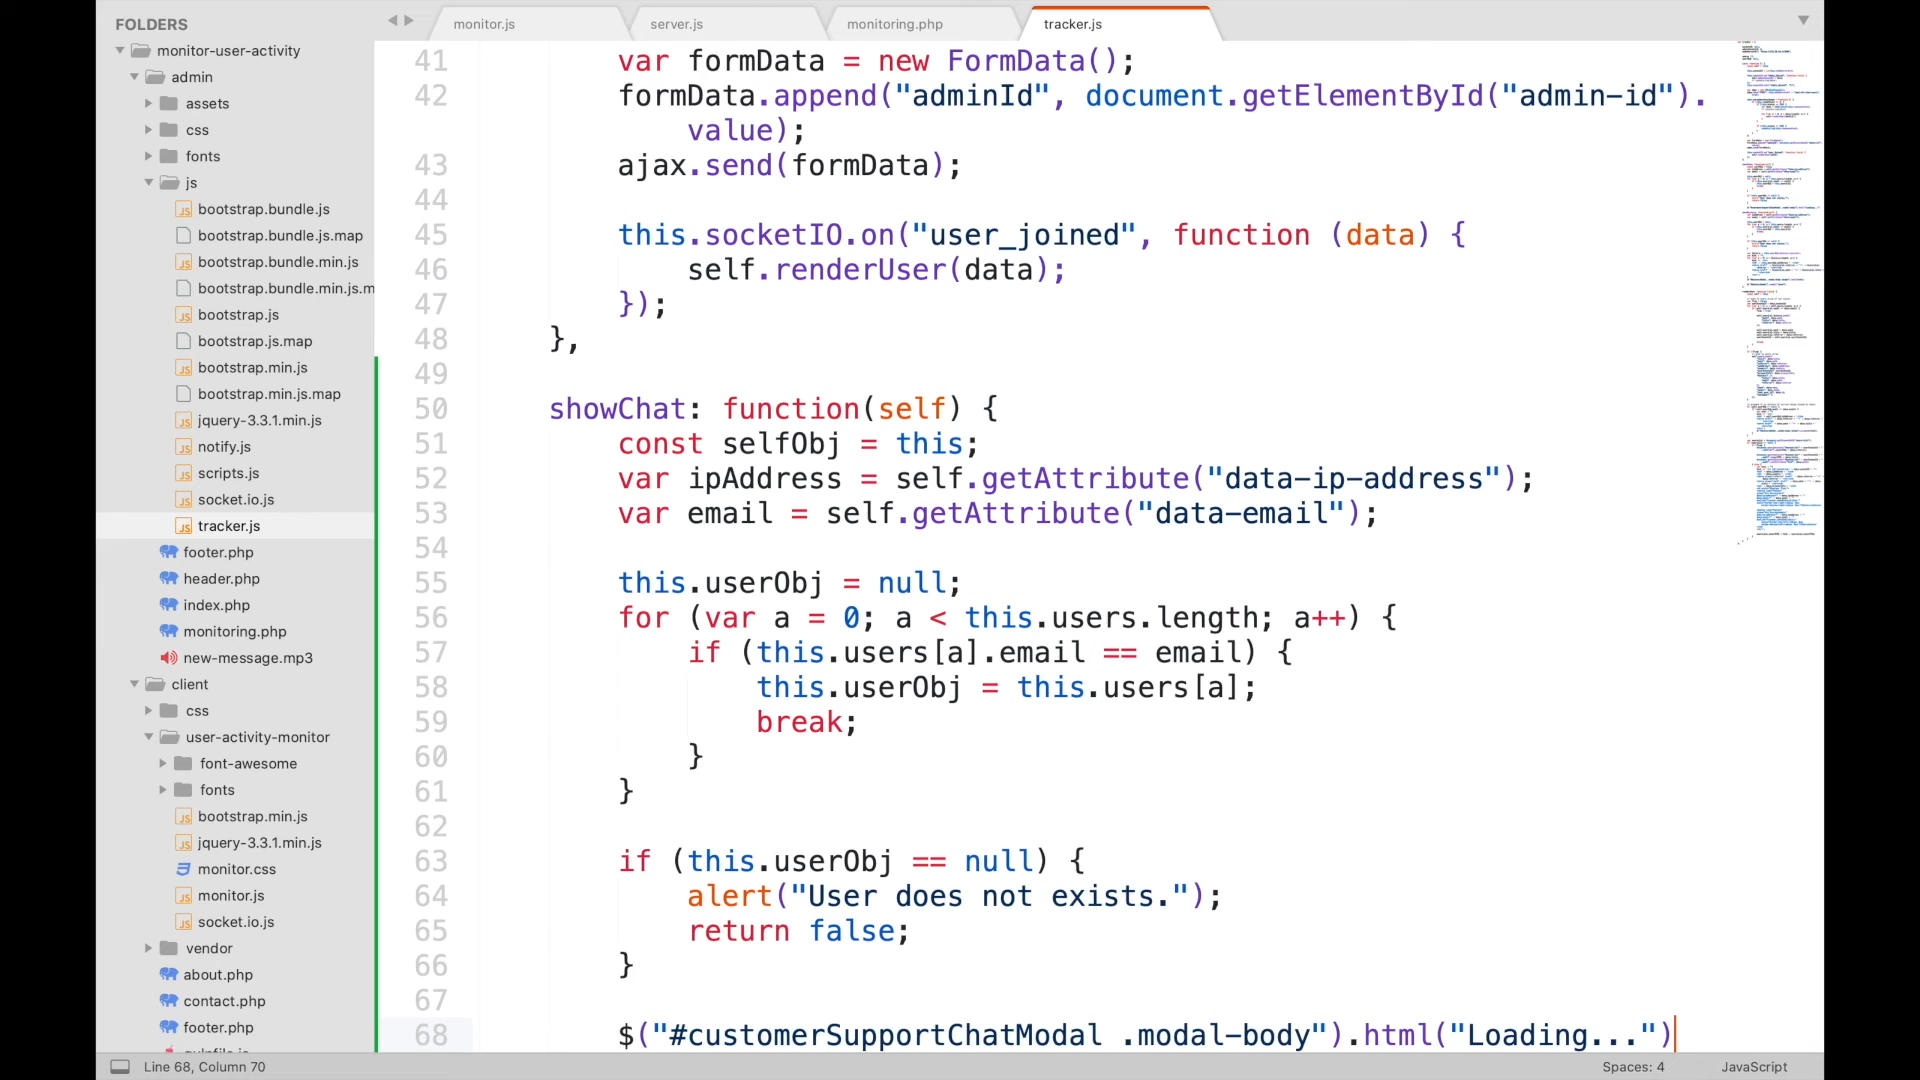 FOLDERS
monitor-user-activity
admin
assets
css
fonts
js
bootstrap.bundle.js
bootstrap.bundle.js.map
bootstrap.bundle.min.js
bootstrap.bundle.min.js.m
bootstrap.js
bootstrap.js.map
bootstrap.min.js
bootstrap.min.js.map
jquery-3.3.1.min.js
notify.js
scripts.js
socket.io.js
tracker.js
footer.php
header.php
index.php
monitoring.php
new-message.mp3
client
css
user-activity-monitor
font-awesome
fonts
bootstrap.min.js
jquery-3.3.1.min.js
monitor.css
monitor.js
socket.io.js
vendor
about.php
contact.php
footer.php
monitor.js server.js monitoring.php tracker.js
41 var formData = new FormData();
42 formData.append("adminId", document.getElementById("admin-id").
value);
43 ajax.send(formData);
44
45 this.socketIO.on("user_joined", function (data) {
46 self.renderUser(data);
47 });
48 },
49
50 showChat: function(self) {
51 const selfObj = this;
52 var ipAddress = self.getAttribute("data-ip-address");
53 var email = self.getAttribute("data-email");
54
55 this.userObj = null;
56 for (var a = 0; a < this.users.length; a++) {
57 if (this.users[a].email == email) {
58 this.userObj = this.users[a];
59 break;
60 }
61 }
62
63 if (this.userObj == null) {
64 alert("User does not exists.");
65 return false;
66 }
67
68 $("#customerSupportChatModal .modal-body").html("Loading...")
Line 68, Column 70 Spaces: 4 JavaScript